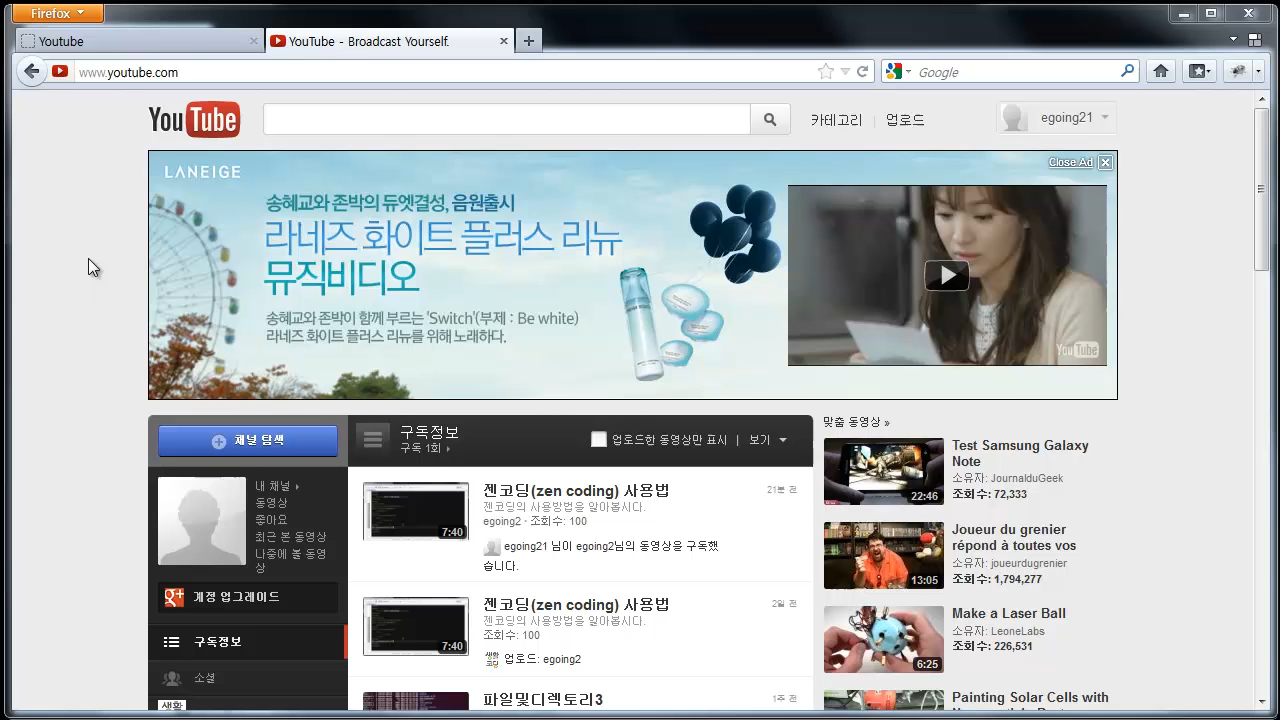 Firefox
Youtube
YouTube - Broadcast Yourself.
www.youtube.com
Google
YouTube
카테고리 | 업로드
egoing21
LANEIGE
Close Ad
송혜교와 존박의 듀엣결성, 음원출시
라네즈 화이트 플러스 리뉴
뮤직비디오
송혜교와 존박이 함께 부르는 'Switch'(부제 : Be white)
라네즈 화이트 플러스 리뉴를 위해 노래하다.
YouTube
채널 탐색
내 채널
동영상
좋아요
최근 본 동영상
나중에 볼 동영
상
g+ 계정 업그레이드
구독정보
소셜
생활
구독정보
구독 1회
업로드한 동영상만 표시 | 보기
젠코딩(zen coding) 사용법
21분 전
젠코딩의 사용방법을 알아봅시다.
egoing2 - 조회수: 100
7:40
egoing21 님이 egoing2님의 동영상을 구독했
습니다.
젠코딩(zen coding) 사용법
2일 전
젠코딩의 사용방법을 알아봅시다.
조회수: 100
7:40
생활 업로드: egoing2
파일및디렉토리3
1주 전
맞춤 동영상 »
Test Samsung Galaxy
Note
소유자: JournalduGeek
조회수: 72,333
22:46
Joueur du grenier
répond à toutes vos
소유자: joueurdugrenier
조회수: 1,794,277
13:05
Make a Laser Ball
소유자: LeoneLabs
조회수: 226,531
6:25
Painting Solar Cells with